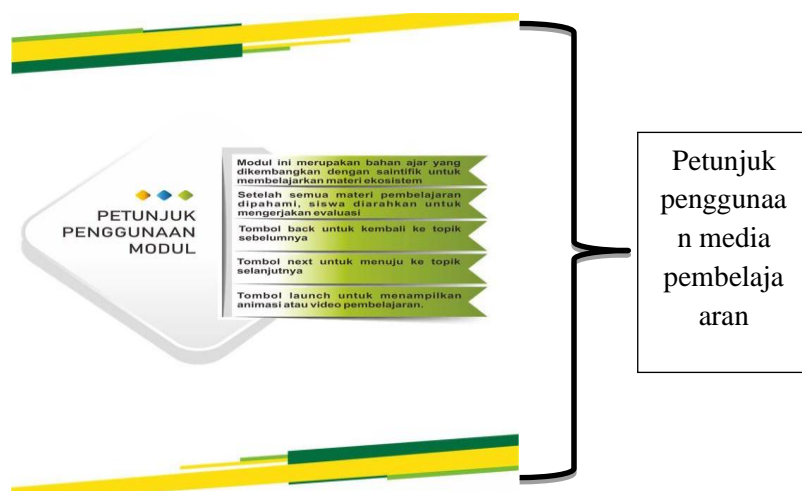 PETUNJUK
PENGGUNAAN
MODUL
Modul ini merupakan bahan ajar yang
dikembangkan dengan saintifik untuk
membelajarkan materi ekosistem
Setelah semua materi pembelajaran
dipahami, siswa diarahkan untuk
mengerjakan evaluasi
Tombol back untuk kembali ke topik
sebelumnya
Tombol next untuk menuju ke topik
selanjutnya
Tombol launch untuk menampilkan
animasi atau video pembelajaran.
Petunjuk
penggunaa
n media
pembelaja
aran